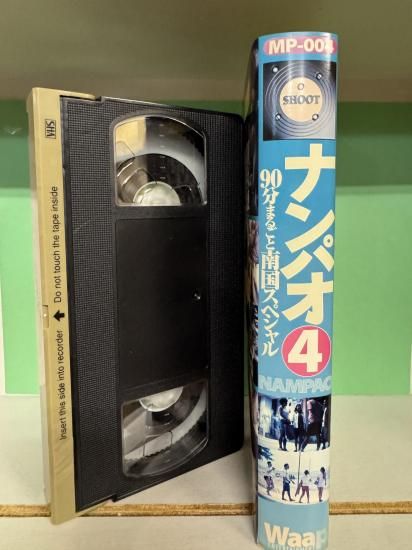 VHS
Insert this side into recorder ↑ Do not touch the tape inside
MP-004
SHOOT
ナンパオ
4
90分まるごと南国スペシャル
NAMPAO
Waap